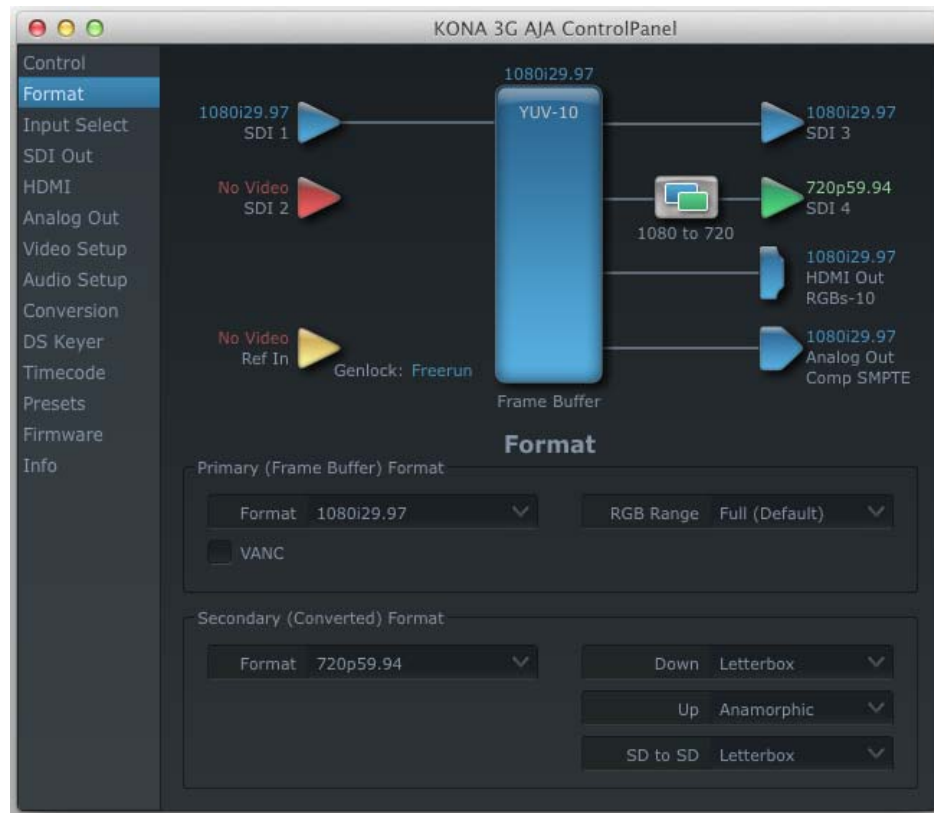 KONA 3G AJA ControlPanel
Control
Format
Input Select
SDI Out
HDMI
Analog Out
Video Setup
Audio Setup
Conversion
DS Keyer
Timecode
Presets
Firmware
Info
1080i29.97
YUV-10
Frame Buffer
1080i29.97
SDI 1
No Video
SDI 2
No Video
Ref In
Genlock: Freerun
1080i29.97
SDI 3
720p59.94
SDI 4
1080 to 720
1080i29.97
HDMI Out
RGBs-10
1080i29.97
Analog Out
Comp SMPTE
Format
Primary (Frame Buffer) Format
Format 1080i29.97
RGB Range Full (Default)
VANC
Secondary (Converted) Format
Format 720p59.94
Down Letterbox
Up Anamorphic
SD to SD Letterbox